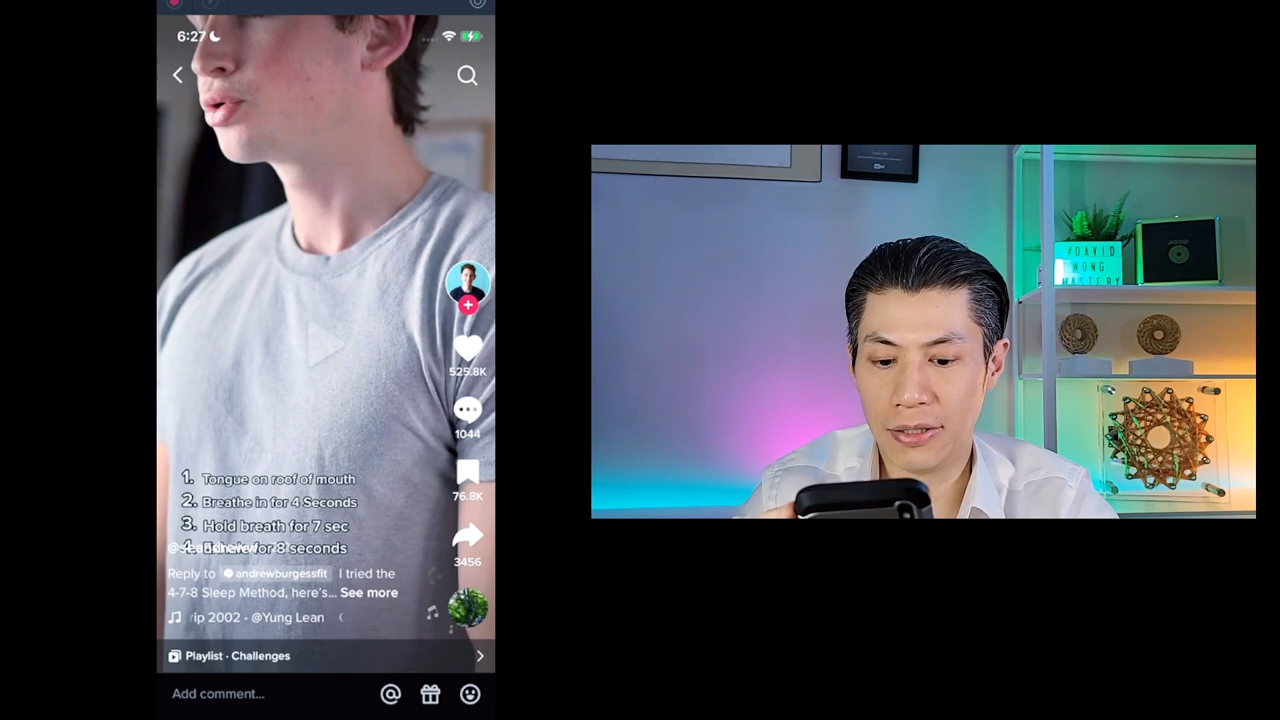 6:27
525.8K
1044
76.8K
3456
1. Tongue on roof of mouth
2. Breathe in for 4 Seconds
3. Hold breath for 7 sec
for 8 seconds
Reply to andrewburgessfit I tried the
4-7-8 Sleep Method, here's... See more
rip 2002 - @Yung Lean
Playlist · Challenges
Add comment...
#DAVID
WONG
MASTERY